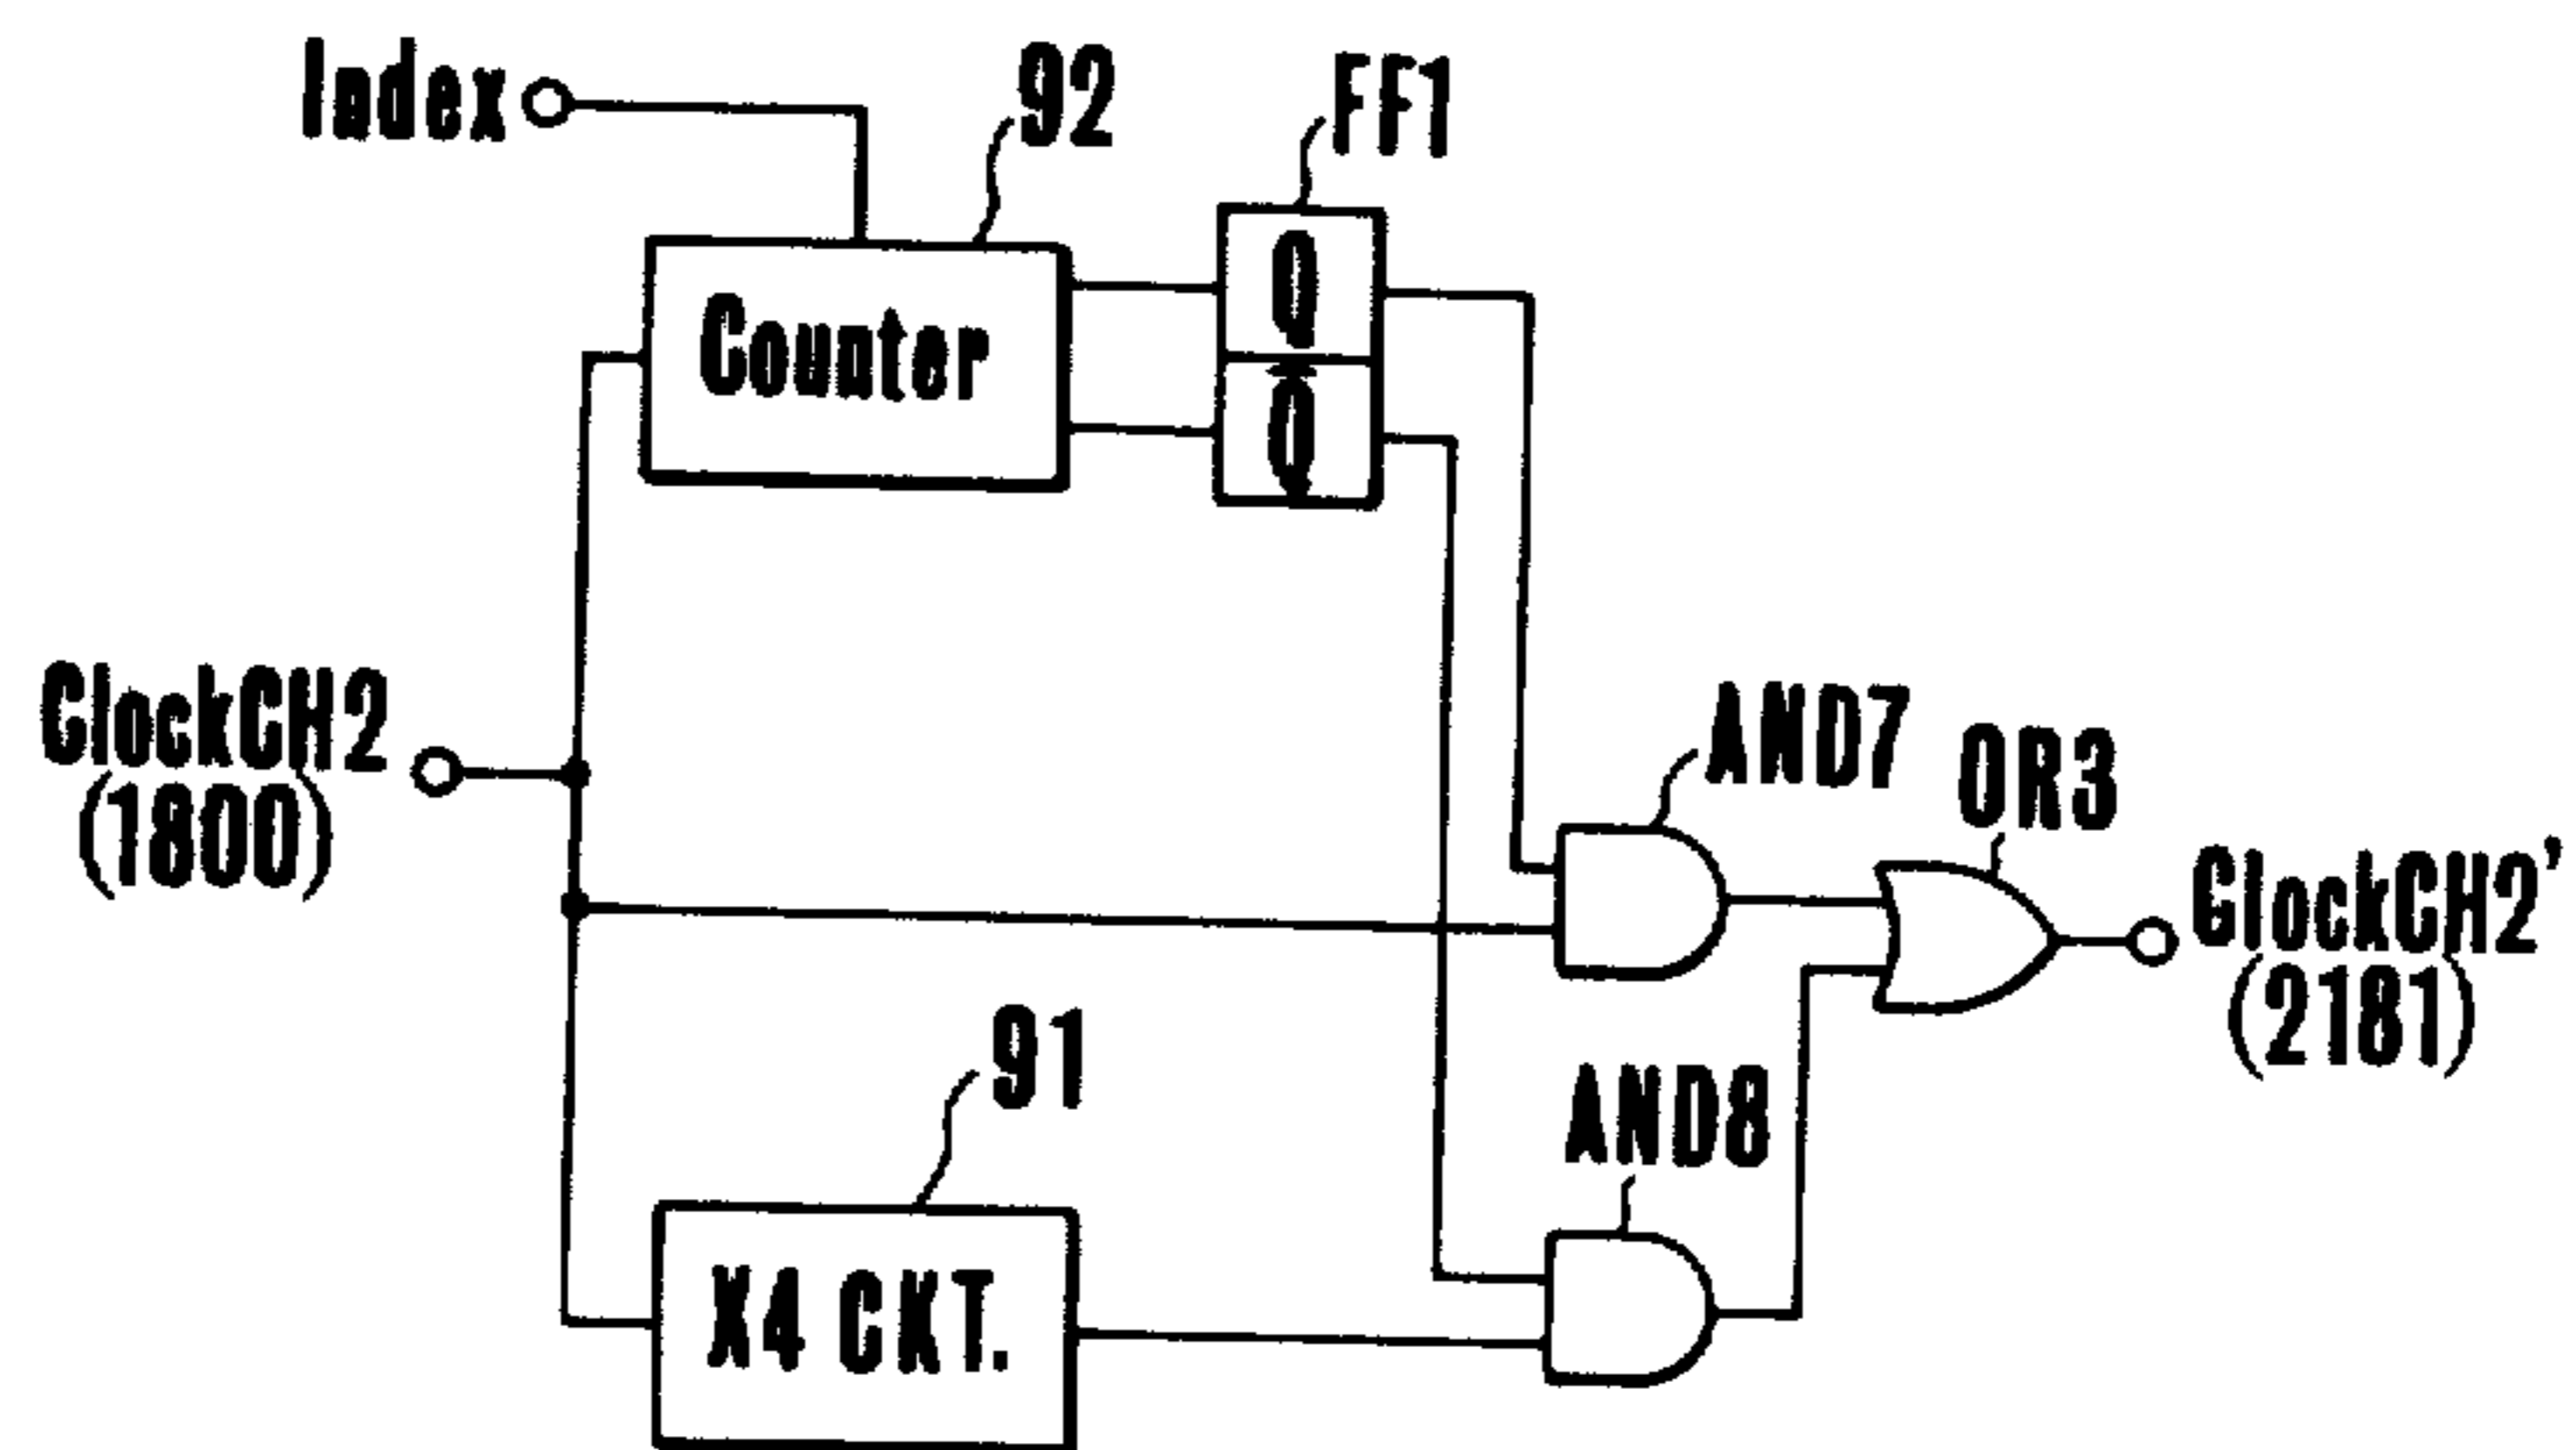 Index
92
FF1
Counter
Q
Q̅
ClockCH2
(1800)
AND7
OR3
ClockCH2'
(2181)
91
AND8
X4 CKT.